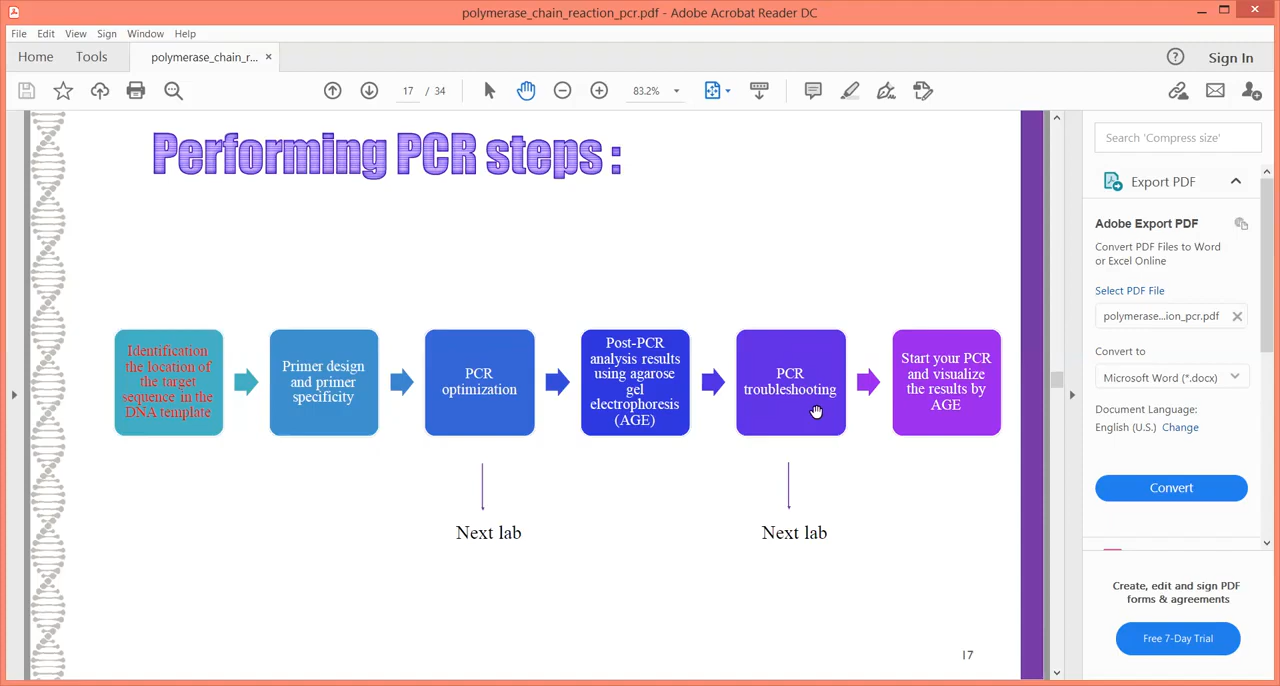 polymerase_chain_reaction_pcr.pdf - Adobe Acrobat Reader DC
File Edit View Sign Window Help
Home Tools polymerase_chain_r... × Sign In
17 / 34 83.2%
Performing PCR steps :
Identification
the location of
the target
sequence in the
DNA template
Primer design
and primer
specificity
PCR
optimization
Post-PCR
analysis results
using agarose
gel
electrophoresis
(AGE)
PCR
troubleshooting
Start your PCR
and visualize
the results by
AGE
Next lab
Next lab
17
Search 'Compress size'
Export PDF
Adobe Export PDF
Convert PDF Files to Word
or Excel Online
Select PDF File
polymerase...ion_pcr.pdf
Convert to
Microsoft Word (*.docx)
Document Language:
English (U.S.) Change
Convert
Create, edit and sign PDF
forms & agreements
Free 7-Day Trial